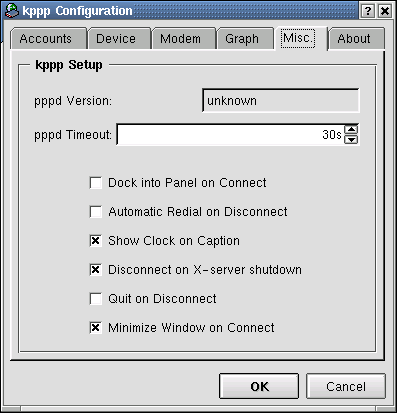 kppp Configuration
Accounts Device Modem Graph Misc. About
kppp Setup
pppd Version: unknown
pppd Timeout: 30s
Dock into Panel on Connect
Automatic Redial on Disconnect
Show Clock on Caption
Disconnect on X-server shutdown
Quit on Disconnect
Minimize Window on Connect
OK Cancel